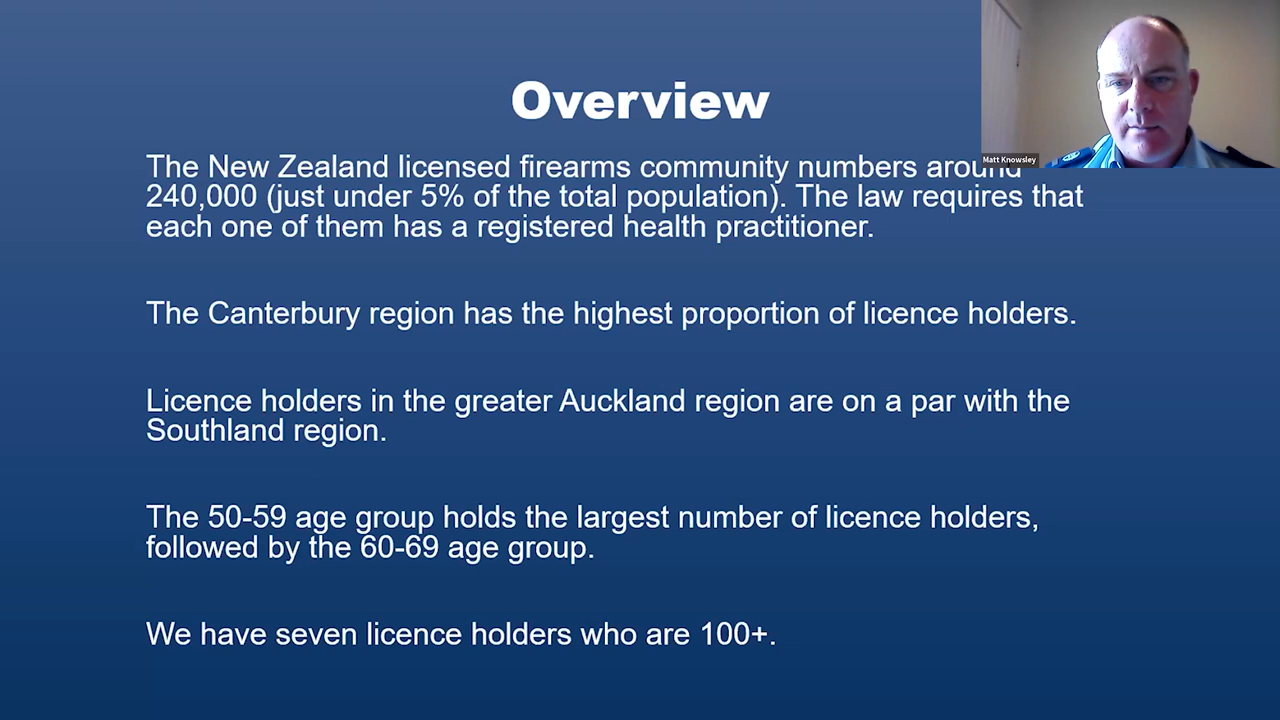 Overview
Matt Knowsley
The New Zealand licensed firearms community numbers around
240,000 (just under 5% of the total population). The law requires that
each one of them has a registered health practitioner.
The Canterbury region has the highest proportion of licence holders.
Licence holders in the greater Auckland region are on a par with the
Southland region.
The 50-59 age group holds the largest number of licence holders,
followed by the 60-69 age group.
We have seven licence holders who are 100+.